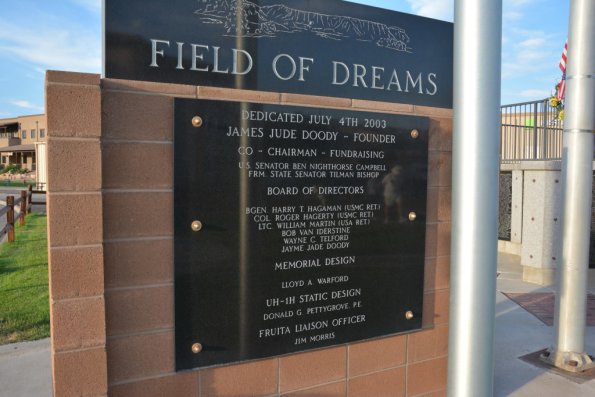 FIELD OF DREAMS
DEDICATED JULY 4TH 2003
JAMES JUDE DOODY - FOUNDER
CO - CHAIRMAN - FUNDRAISING
U.S. SENATOR BEN NIGHTHORSE CAMPBELL
FRM. STATE SENATOR TILMAN BISHOP
BOARD OF DIRECTORS
BGEN. HARRY T. HAGAMAN (USMC RET)
COL. ROGER HAGERTY (USMC RET)
LTC. WILLIAM MARTIN (USA RET)
BOB VAN IDERSTINE
WAYNE C. TELFORD
JAYME JUDE DOODY
MEMORIAL DESIGN
LLOYD A. WARFORD
UH-1H STATIC DESIGN
DONALD G. PETTYGROVE, P.E.
FRUITA LIAISON OFFICER
JIM MORRIS